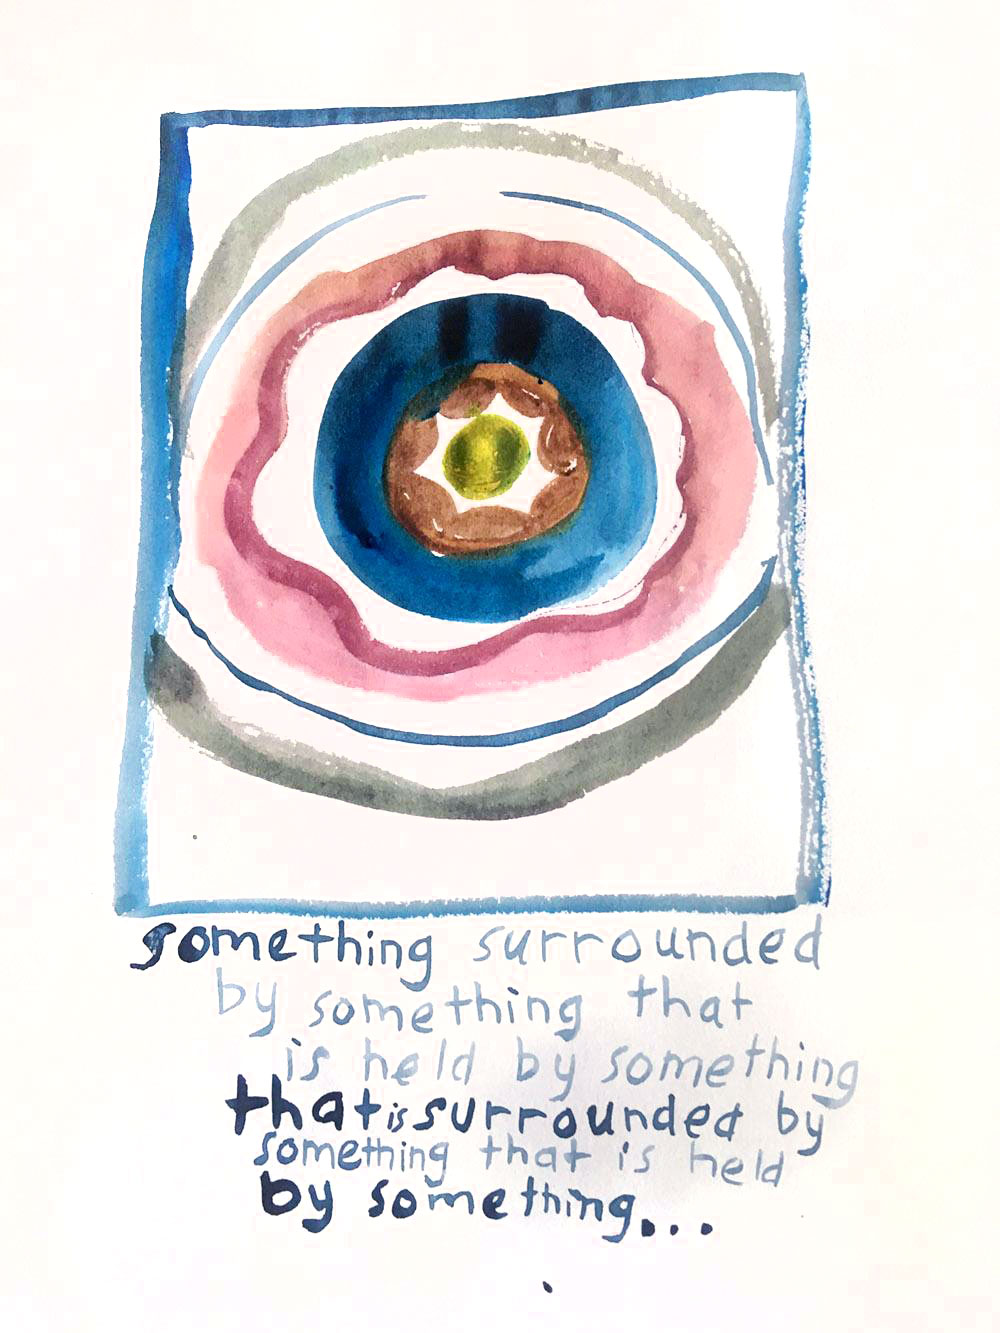 something surrounded
by something that
is held by something
that is surrounded by
something that is held
by something...